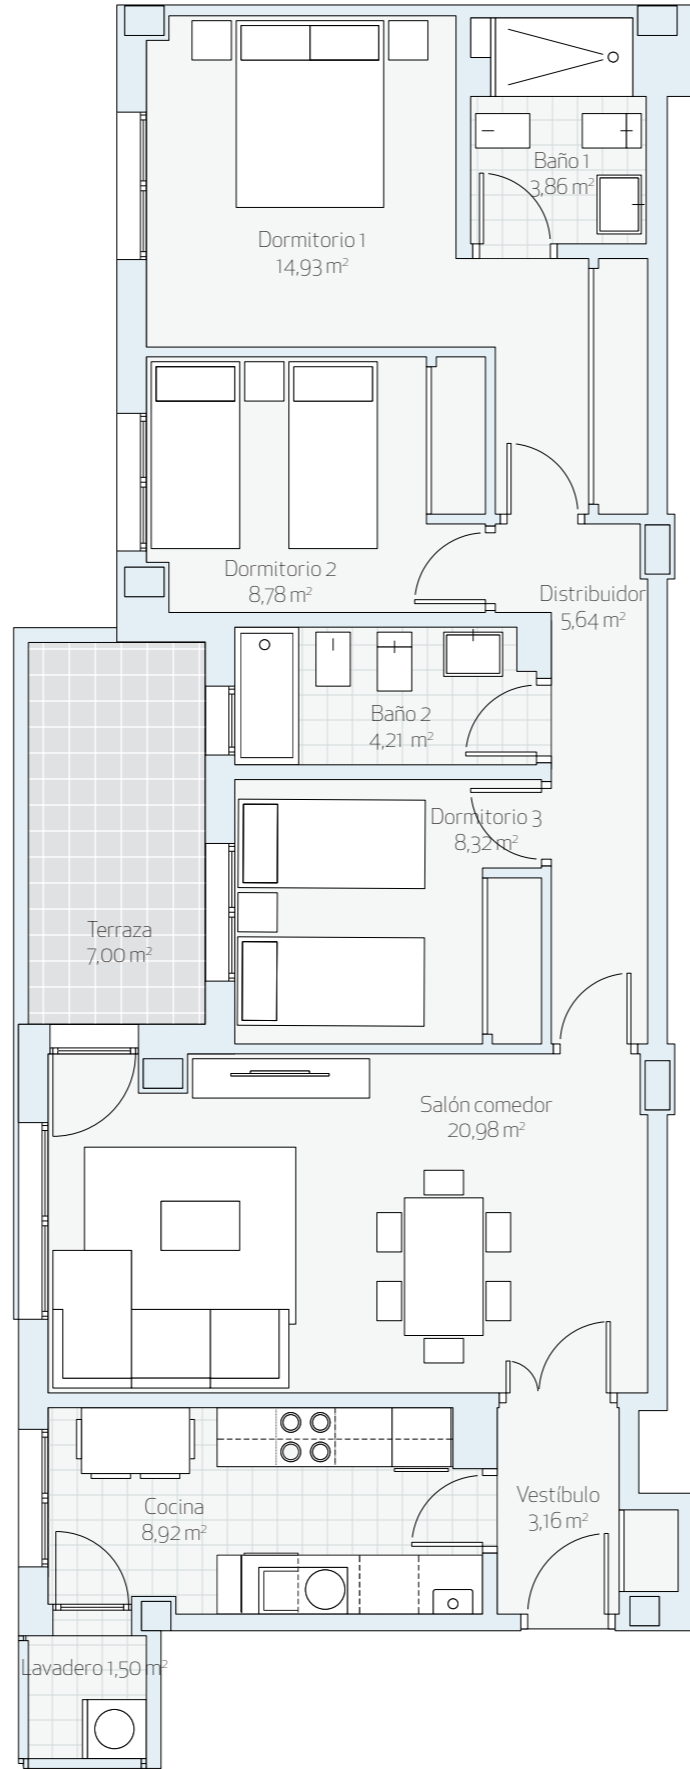 Baño 1
3,86 m²
Dormitorio 1
14,93 m²
Dormitorio 2
8,78 m²
Distribuidor
5,64 m²
Baño 2
4,21 m²
Dormitorio 3
8,32 m²
Terraza
7,00 m²
Salón comedor
20,98 m²
Cocina
8,92 m²
Vestíbulo
3,16 m²
Lavadero 1,50 m²